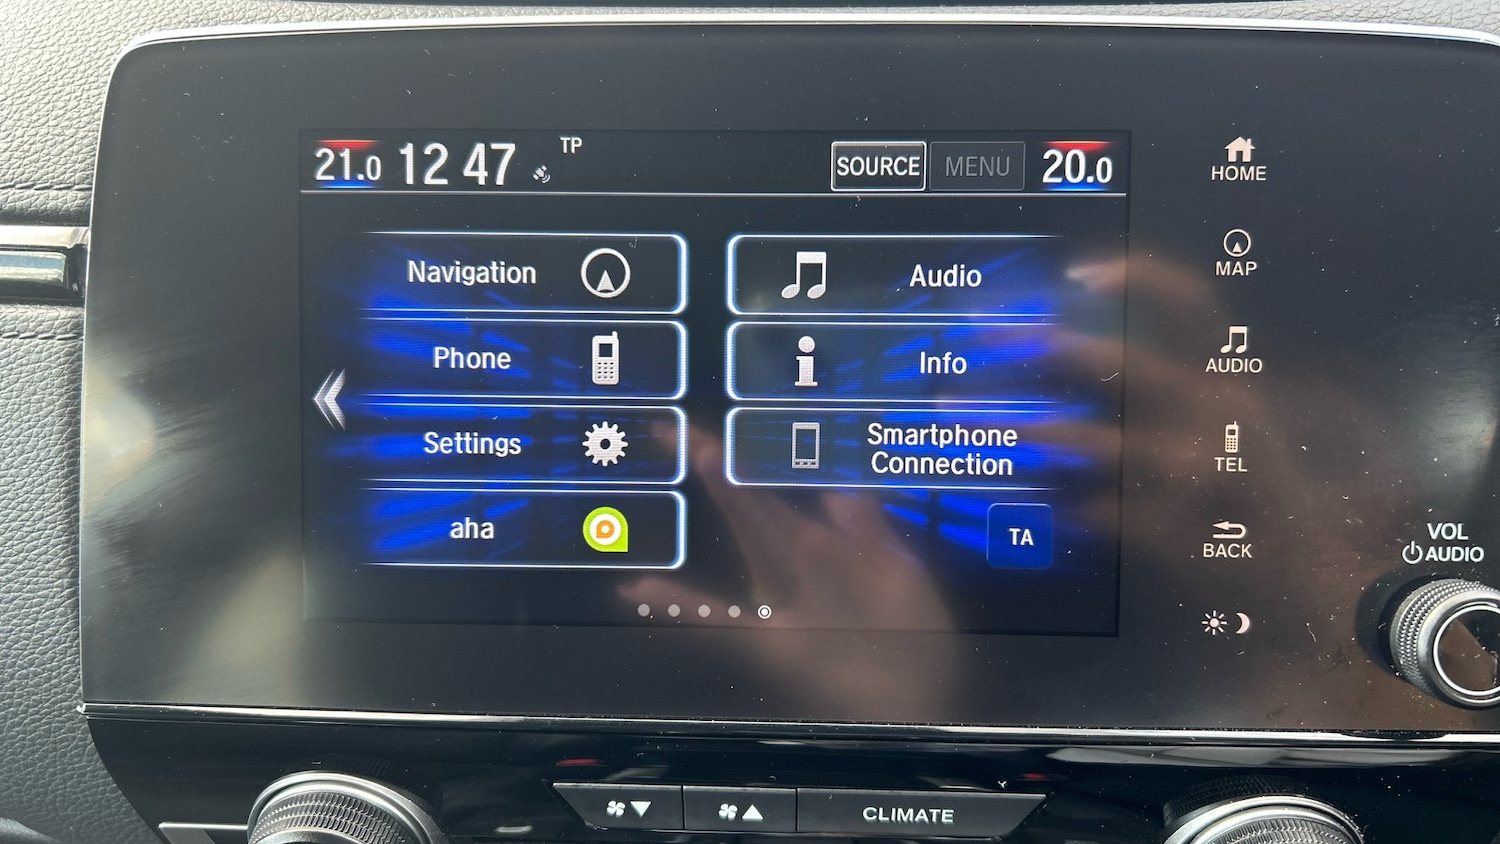 21.0 12 47 TP SOURCE MENU 20.0
Navigation
Audio
Phone
Info
Settings
Smartphone
Connection
aha
TA
HOME
MAP
AUDIO
TEL
BACK
VOL
AUDIO
CLIMATE